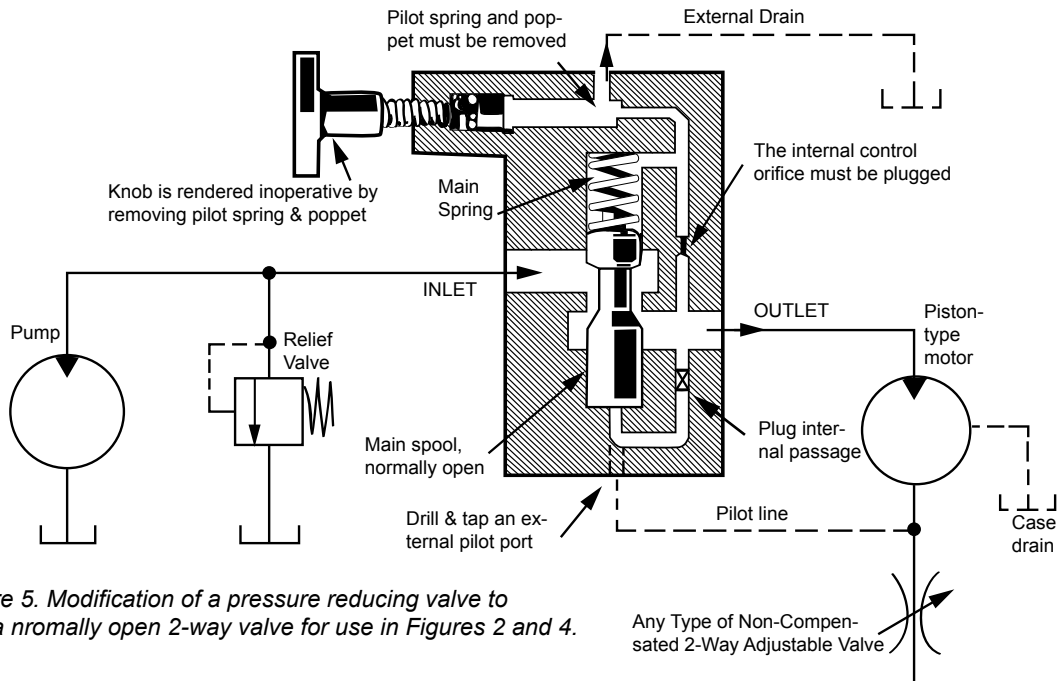 Pilot spring and pop-
pet must be removed
External Drain
The internal control
orifice must be plugged
Knob is rendered inoperative by
removing pilot spring & poppet
Main
Spring
INLET
OUTLET
Pump
Relief
Valve
Piston-
type
motor
Main spool,
normally open
Plug inter-
nal passage
Drill & tap an ex-
ternal pilot port
Pilot line
Case
drain
e 5. Modification of a pressure reducing valve to
a nromally open 2-way valve for use in Figures 2 and 4.
Any Type of Non-Compen-
sated 2-Way Adjustable Valve